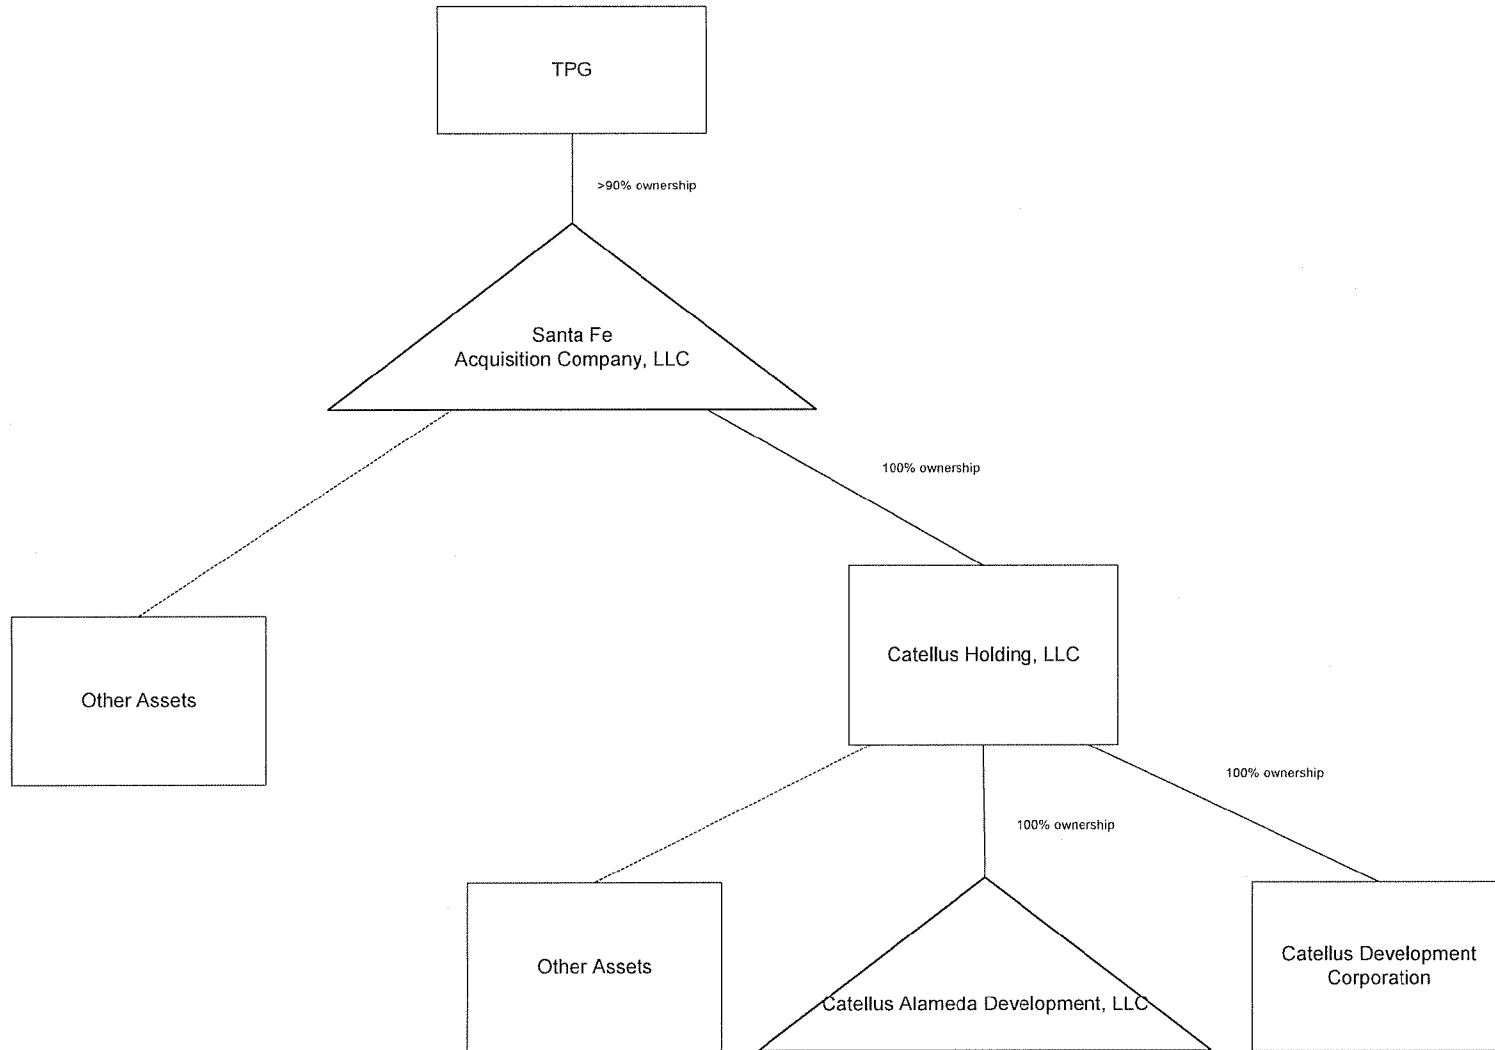 TPG
>90% ownership
Santa Fe
Acquisition Company, LLC
100% ownership
Catellus Holding, LLC
Other Assets
100% ownership
100% ownership
Other Assets
Catellus Alameda Development, LLC
Catellus Development
Corporation